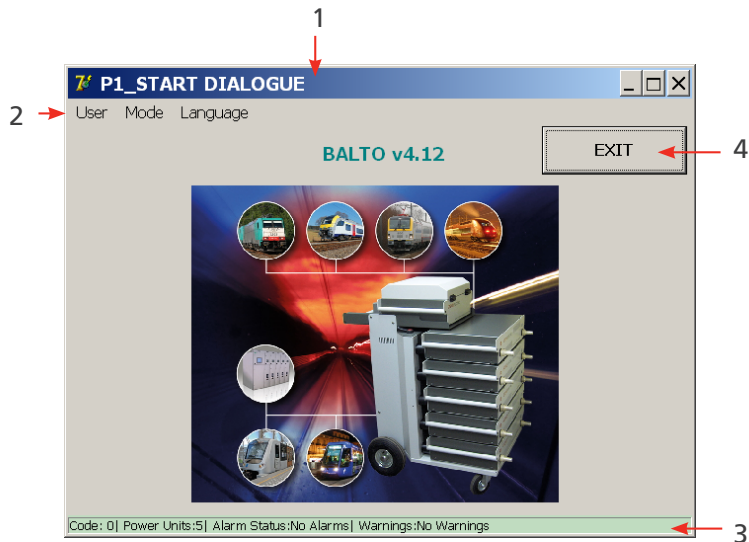 1
P1_START DIALOGUE
2
User Mode Language
EXIT
4
BALTO v4.12
Code: 0| Power Units:5| Alarm Status:No Alarms| Warnings:No Warnings
3